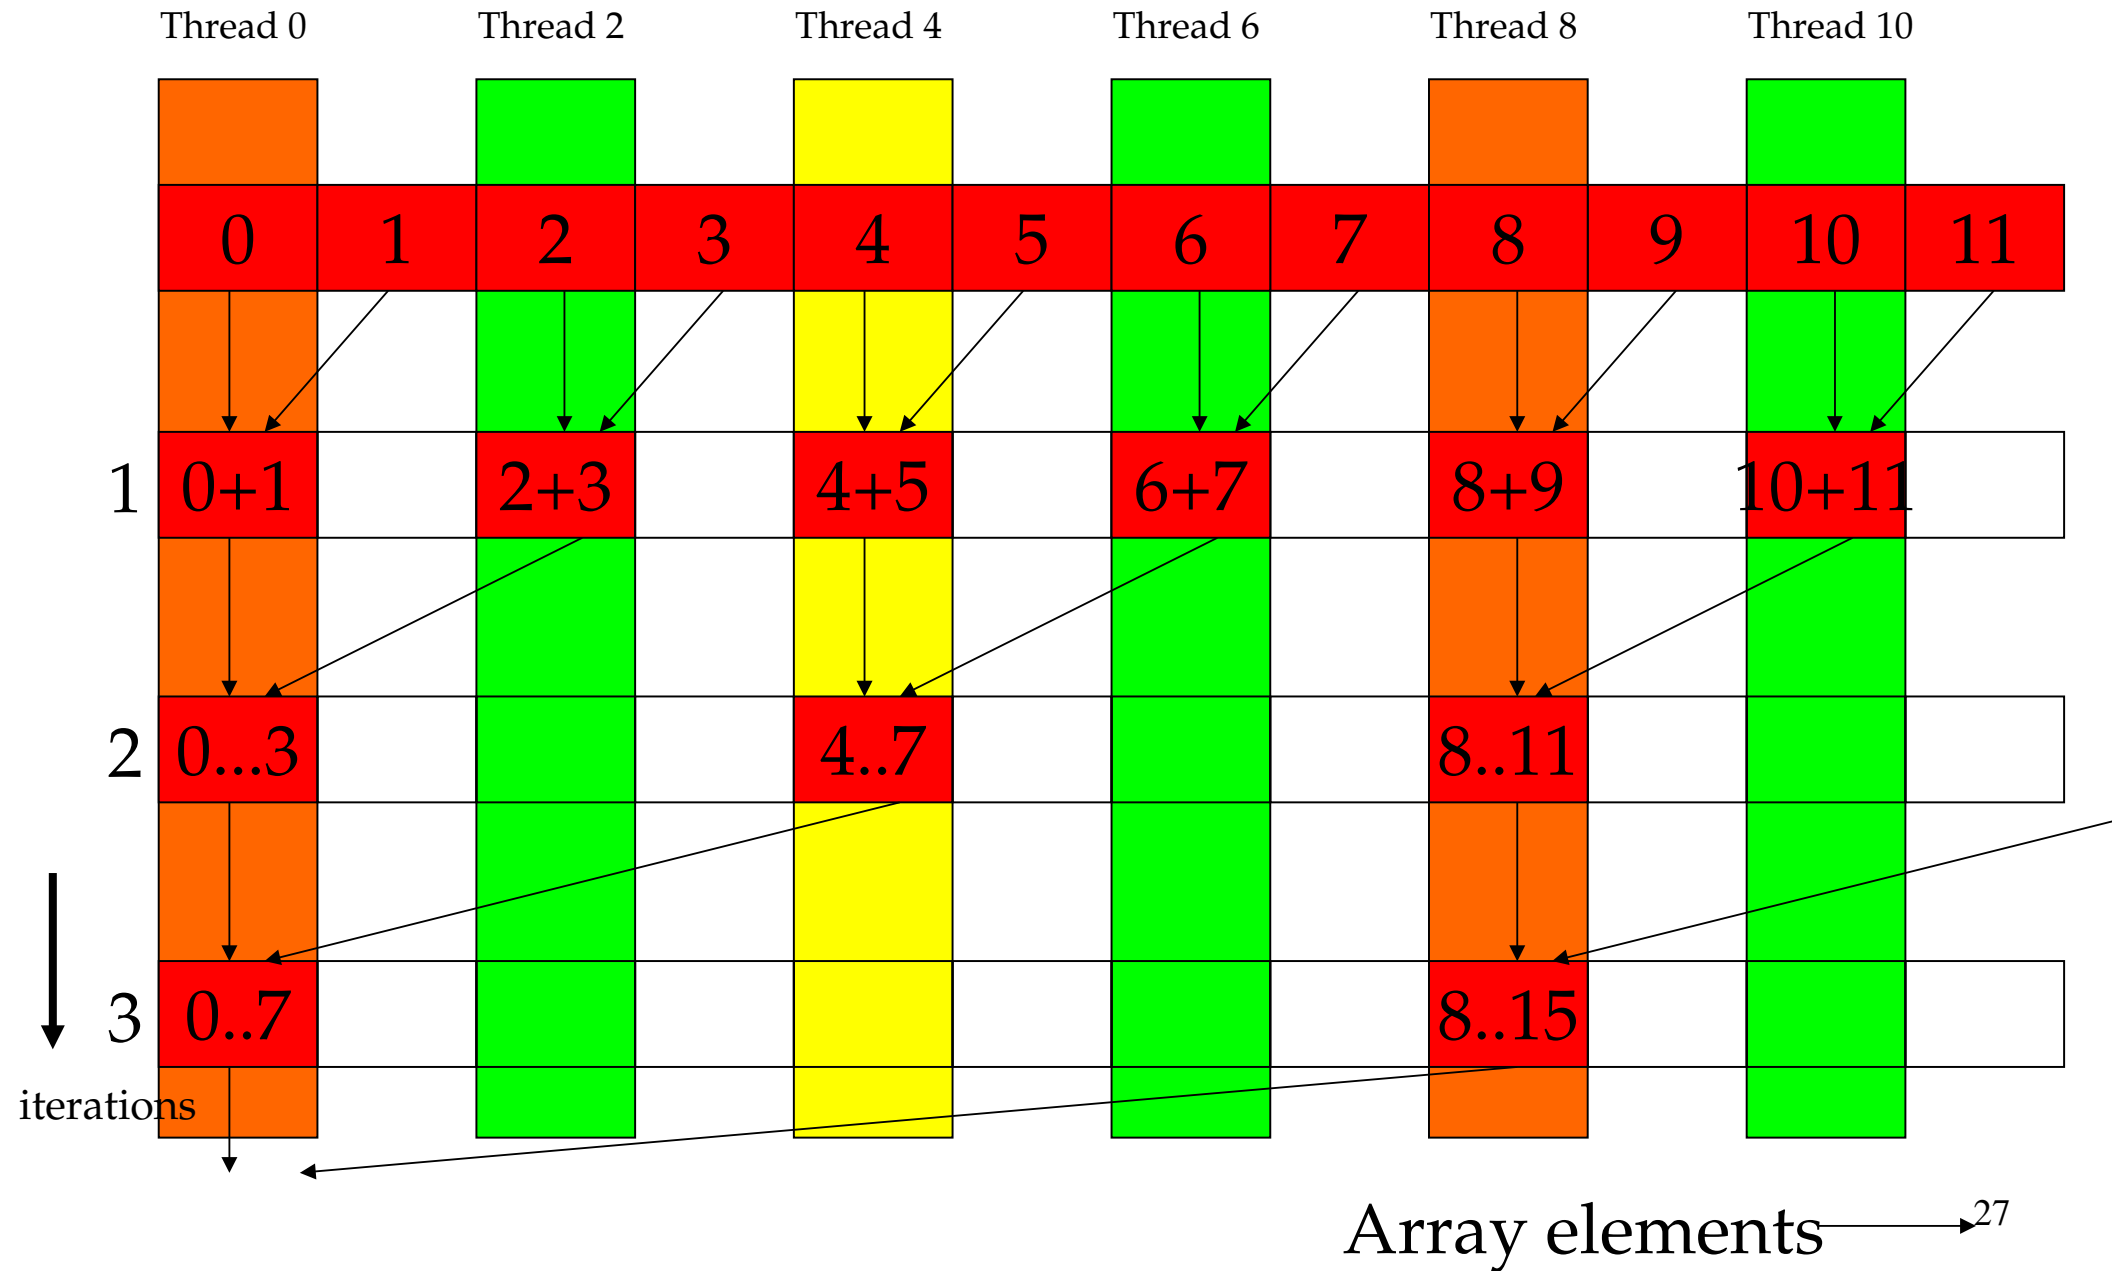 Thread 0 Thread 2 Thread 4 Thread 6 Thread 8 Thread 10
0 1 2 3 4 5 6 7 8 9 10 11
1 0+1 2+3 4+5 6+7 8+9 10+11
2 0...3 4..7 8..11
3 0..7 8..15
iterations
Array elements 27